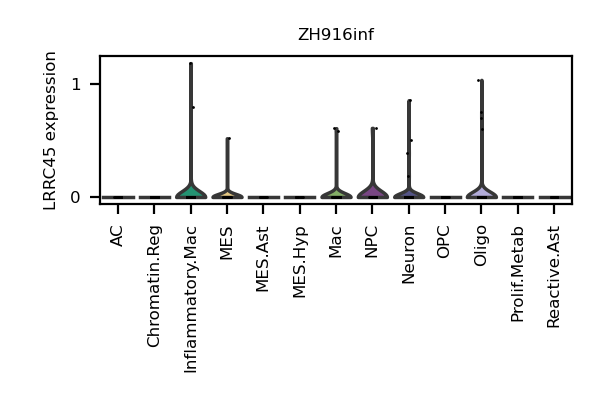 ZH916inf
LRRC45 expression
1
0
AC
Chromatin.Reg
Inflammatory.Mac
MES
MES.Ast
MES.Hyp
Mac
NPC
Neuron
OPC
Oligo
Prolif.Metab
Reactive.Ast